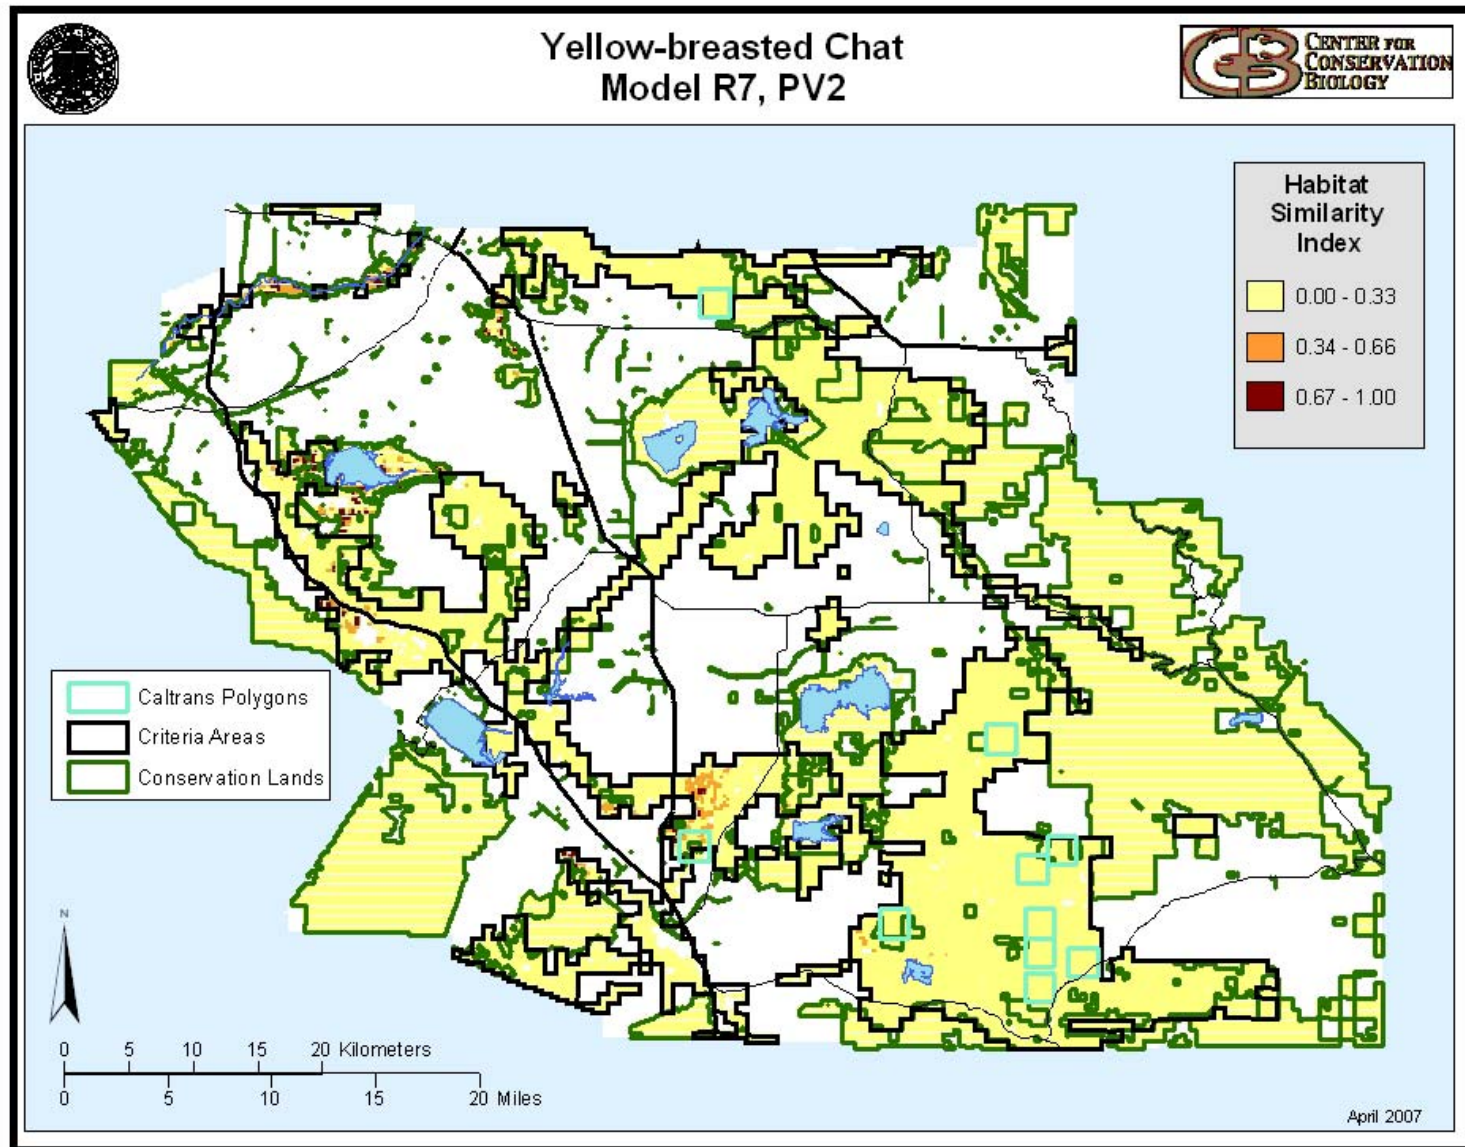 Yellow-breasted Chat
Model R7, PV2
CENTER FOR
CONSERVATION
BIOLOGY
Habitat
Similarity
Index
0.00 - 0.33
0.34 - 0.66
0.67 - 1.00
Caltrans Polygons
Criteria Areas
Conservation Lands
N
0 5 10 15 20 Kilometers
0 5 10 15 20 Miles
April 2007